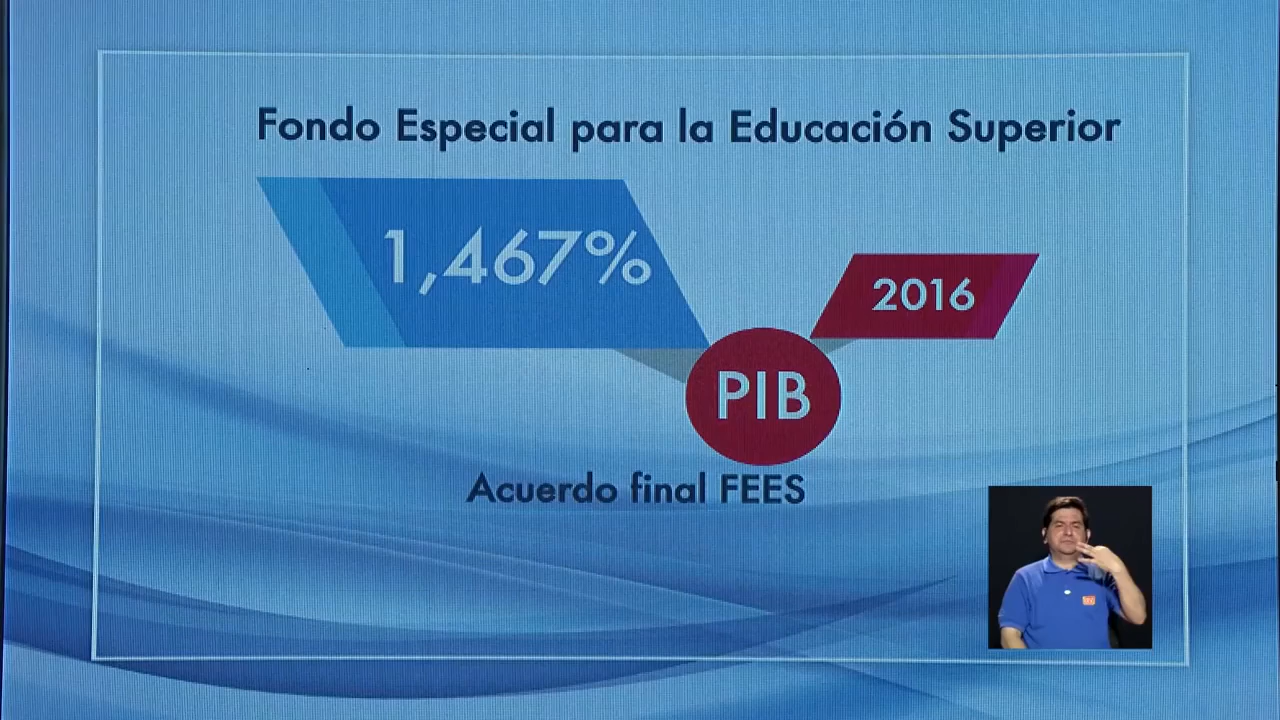 Fondo Especial para la Educación Superior
1,467%
2016
PIB
Acuerdo final FEES